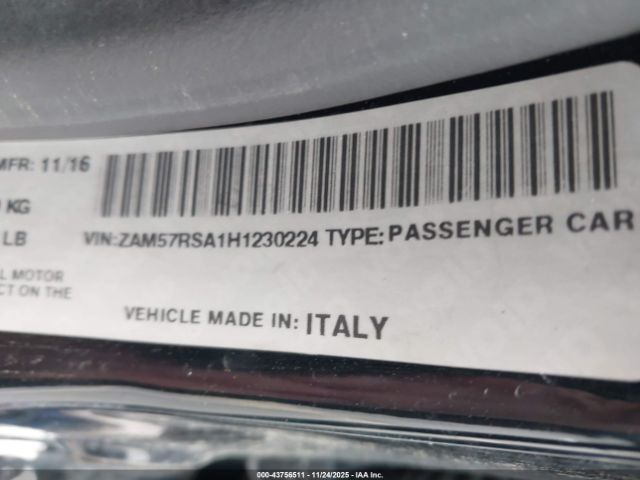 MFR: 11/16
KG
LB
VIN:ZAM57RSA1H1230224 TYPE:PASSENGER CAR
L MOTOR
CT ON THE
VEHICLE MADE IN: ITALY
000-43756511 - 11/24/2025 - IAA Inc.